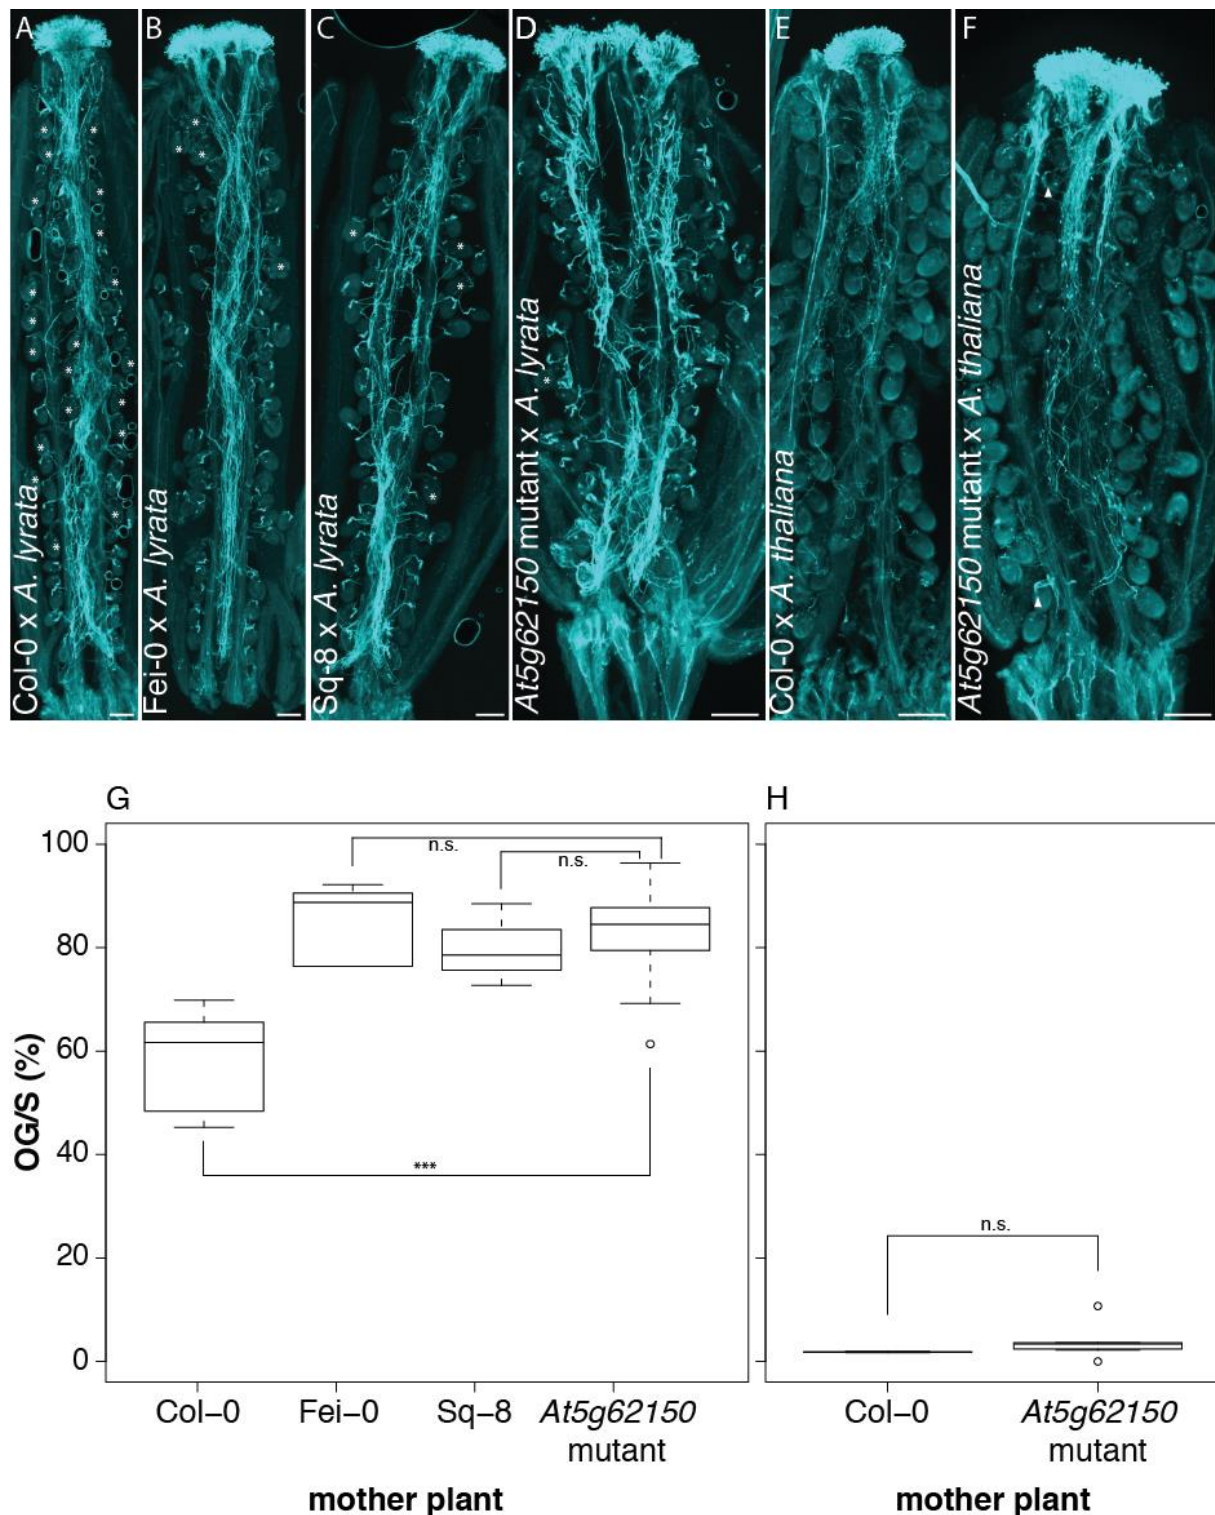 A
B
C
D
E
F
Col-0 x A. lyrata
Fei-0 x A. lyrata
Sq-8 x A. lyrata
At5g62150 mutant x A. lyrata
Col-0 x A. thaliana
At5g62150 mutant x A. thaliana
G
H
100
80
60
40
20
0
OG/S (%)
n.s.
n.s.
***
n.s.
Col–0
Fei–0
Sq–8
At5g62150
mutant
Col–0
At5g62150
mutant
mother plant
mother plant